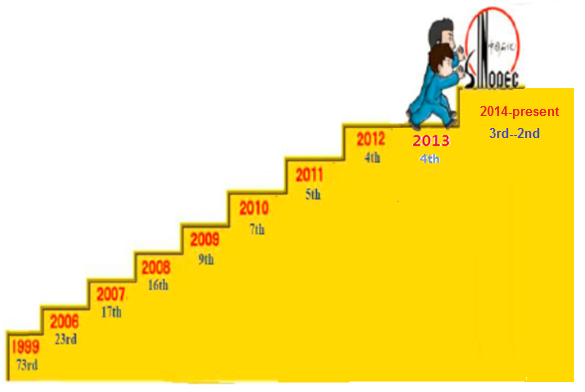 SINOPEC
2014-present
3rd--2nd
2012
4th
2013
4th
2011
5th
2010
7th
2009
9th
2008
16th
2007
17th
2006
23rd
1999
73rd